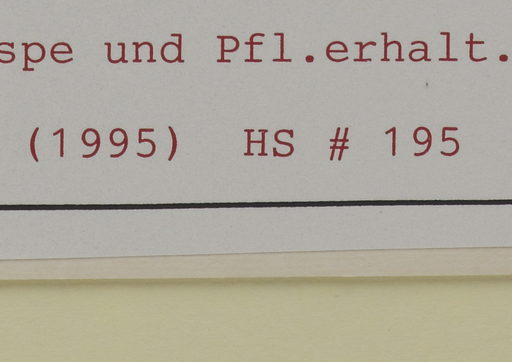 spe und Pfl.erhalt.
(1995) HS # 195